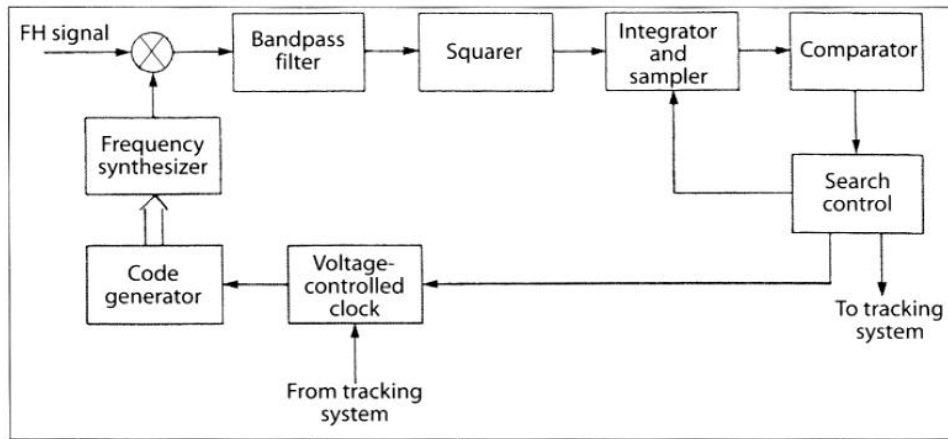 FH signal
Bandpass
filter
Squarer
Integrator
and
sampler
Comparator
Frequency
synthesizer
Search
control
Code
generator
Voltage-
controlled
clock
To tracking
system
From tracking
system